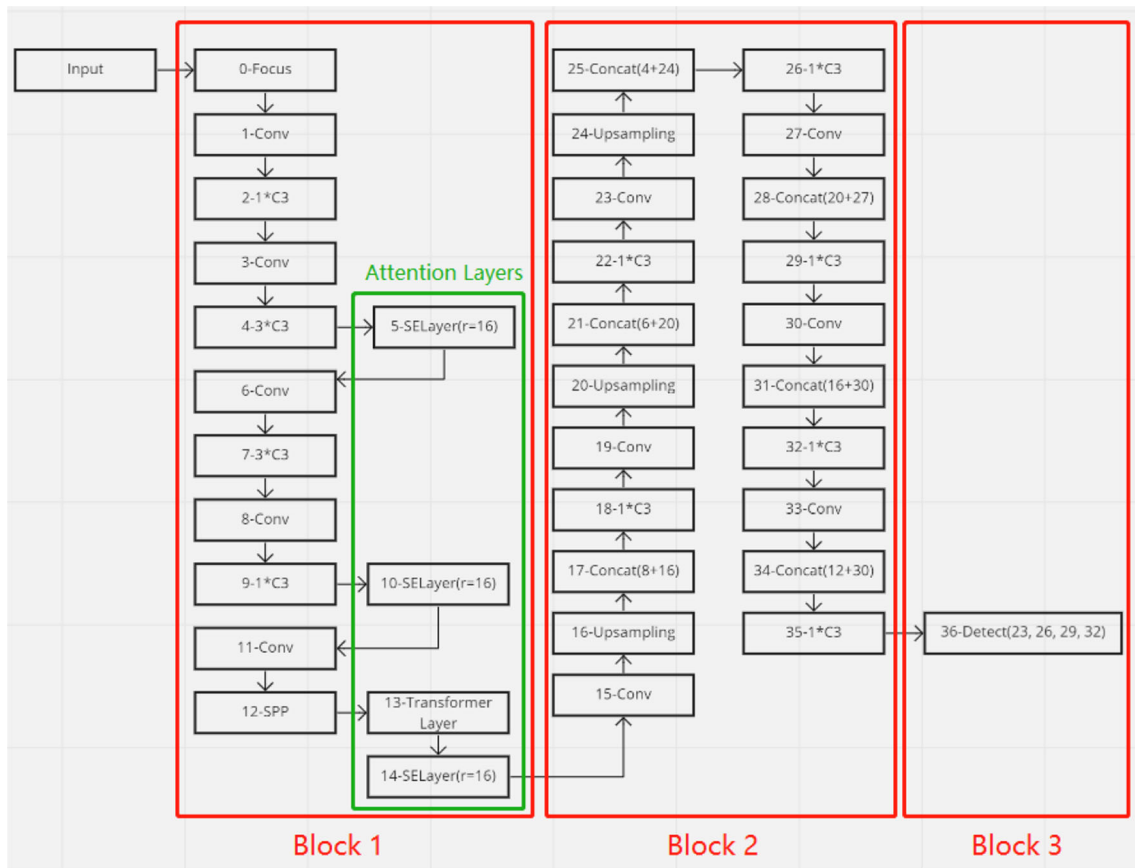 Input
0-Focus
1-Conv
2-1*C3
3-Conv
4-3*C3
Attention Layers
5-SELayer(r=16)
6-Conv
7-3*C3
8-Conv
9-1*C3
10-SELayer(r=16)
11-Conv
12-SPP
13-Transformer
Layer
14-SELayer(r=16)
Block 1
25-Concat(4+24)
24-Upsampling
23-Conv
22-1*C3
21-Concat(6+20)
20-Upsampling
19-Conv
18-1*C3
17-Concat(8+16)
16-Upsampling
15-Conv
26-1*C3
27-Conv
28-Concat(20+27)
29-1*C3
30-Conv
31-Concat(16+30)
32-1*C3
33-Conv
34-Concat(12+30)
35-1*C3
Block 2
36-Detect(23, 26, 29, 32)
Block 3